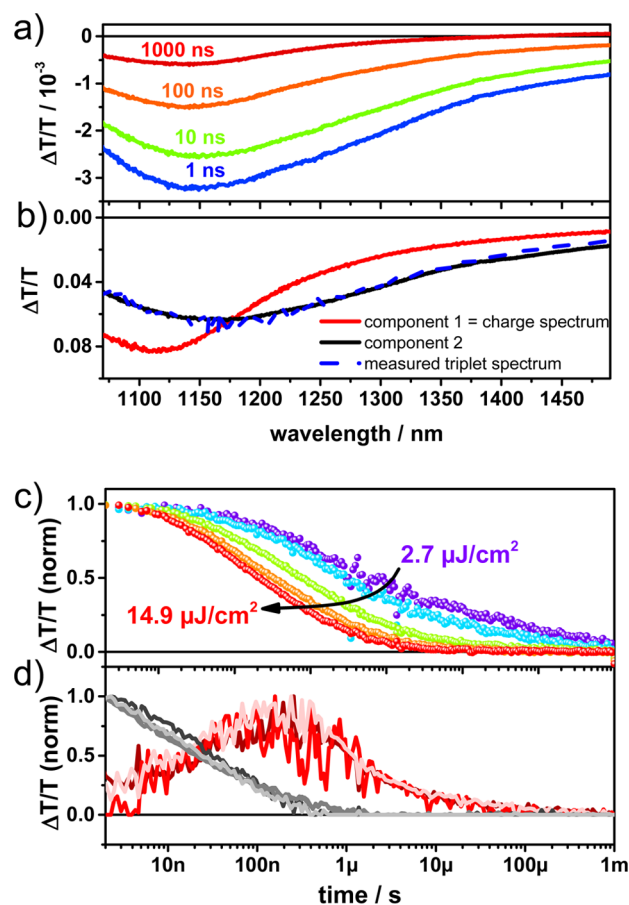 a)
0
-1
-2
-3
ΔT/T / 10⁻³
1000 ns
100 ns
10 ns
1 ns
b)
0.00
0.04
0.08
ΔT/T
component 1 = charge spectrum
component 2
measured triplet spectrum
1100 1150 1200 1250 1300 1350 1400 1450
wavelength / nm
c)
1.0
0.5
0.0
ΔT/T (norm)
2.7 µJ/cm²
14.9 µJ/cm²
d)
1.0
0.5
0.0
ΔT/T (norm)
10n 100n 1µ 10µ 100µ 1m
time / s